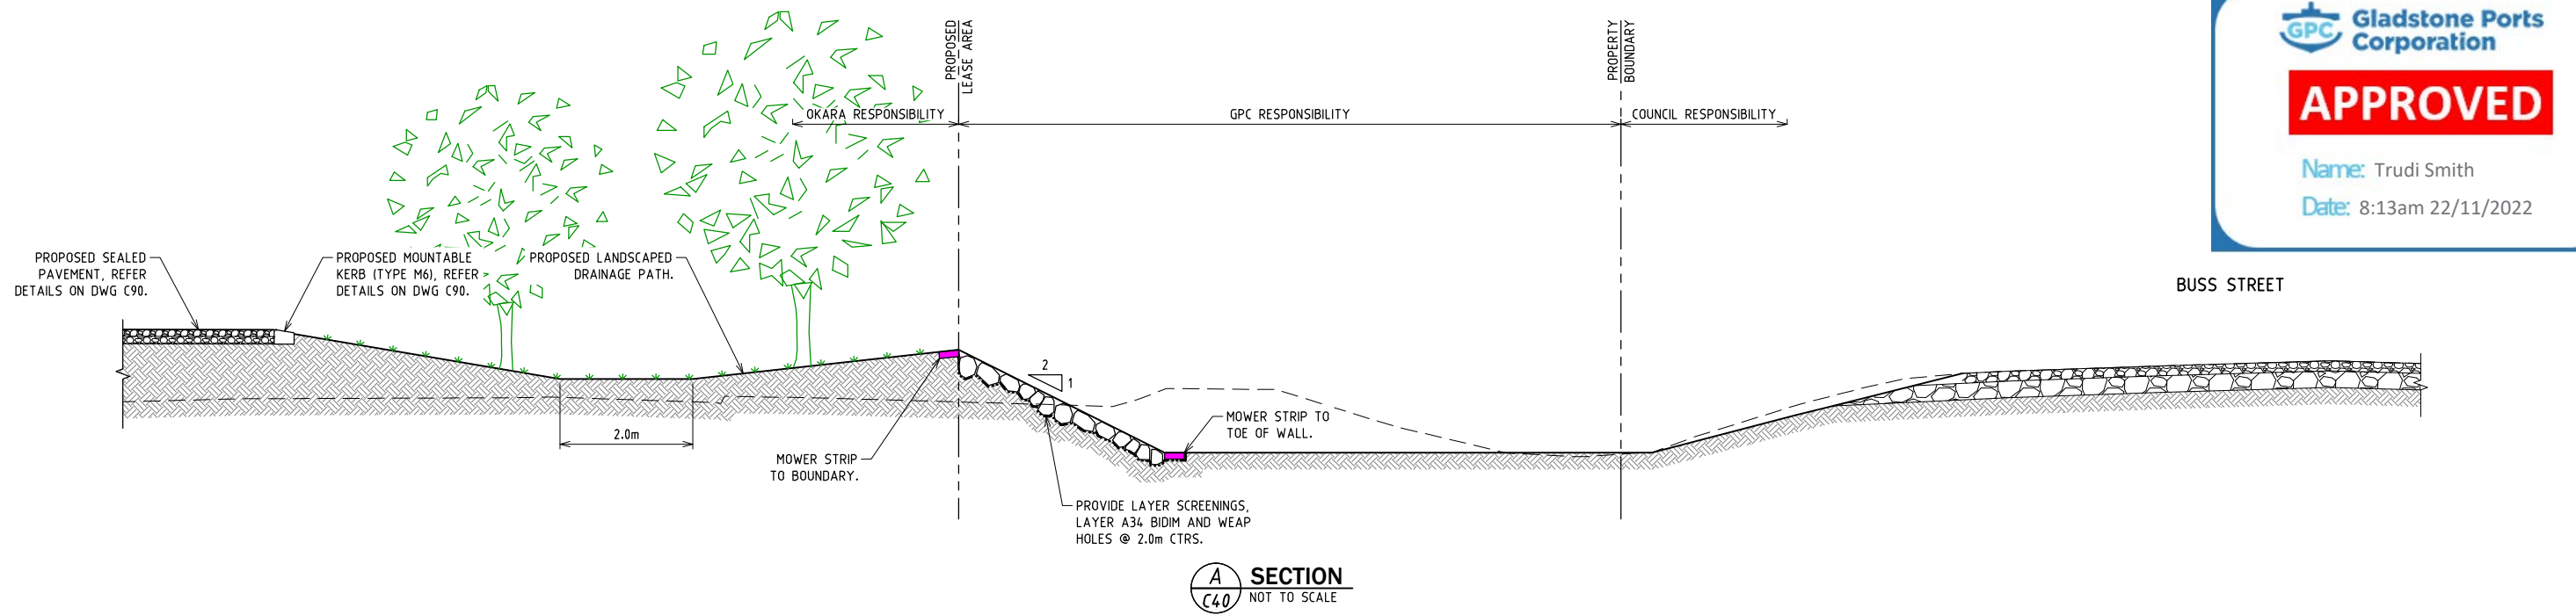 GPC
Gladstone Ports
Corporation
APPROVED
Name: Trudi Smith
Date: 8:13am 22/11/2022
PROPOSED
LEASE AREA
PROPERTY
BOUNDARY
OKARA RESPONSIBILITY
GPC RESPONSIBILITY
COUNCIL RESPONSIBILITY
PROPOSED SEALED
PAVEMENT, REFER
DETAILS ON DWG C90.
PROPOSED MOUNTABLE
KERB (TYPE M6), REFER
DETAILS ON DWG C90.
PROPOSED LANDSCAPED
DRAINAGE PATH.
BUSS STREET
2
1
2.0m
MOWER STRIP
TO BOUNDARY.
MOWER STRIP TO
TOE OF WALL.
PROVIDE LAYER SCREENINGS,
LAYER A34 BIDIM AND WEAP
HOLES @ 2.0m CTRS.
A
C40
SECTION
NOT TO SCALE